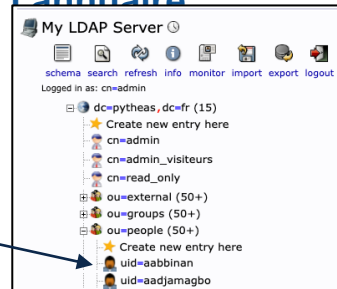 My LDAP Server
schema search refresh info monitor import export logout
Logged in as: cn=admin
dc=pytheas,dc=fr (15)
Create new entry here
cn=admin
cn=admin_visiteurs
cn=read_only
ou=external (50+)
ou=groups (50+)
ou=people (50+)
Create new entry here
uid=aabbinan
uid=aadjamagbo